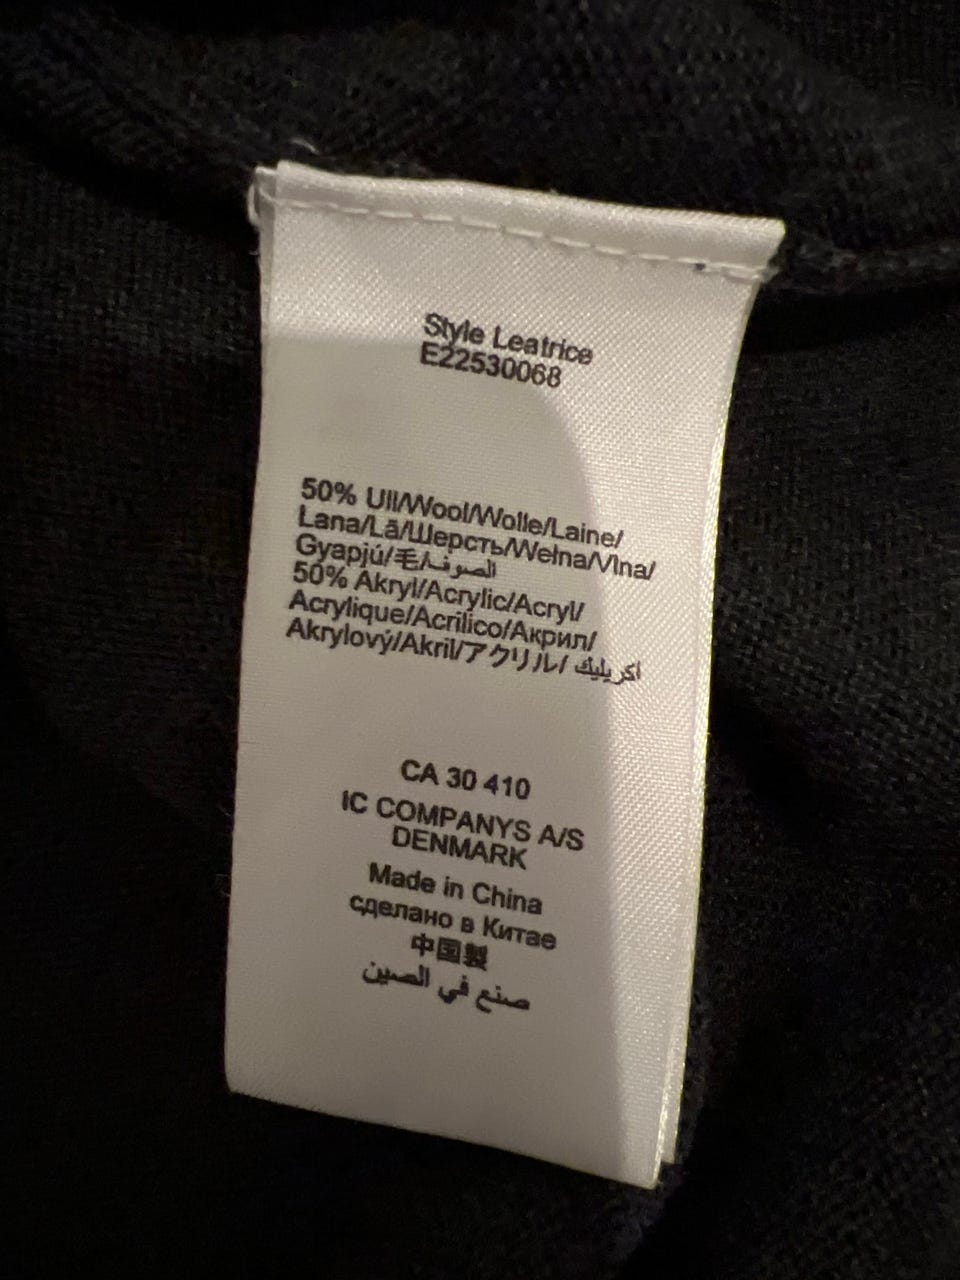 Style Leatrice
E22530068
50% Ull/Wool/Wolle/Laine/
Lana/Lã/Шерсть/Wełna/Vlna/
Gyapjú/毛/الصوف
50% Akryl/Acrylic/Acryl/
Acrylique/Acrílico/Акрил/
Akrylový/Akril/アクリル/ اكريليك
CA 30 410
IC COMPANYS A/S
DENMARK
Made in China
сделано в Китае
中国製
صنع في الصين